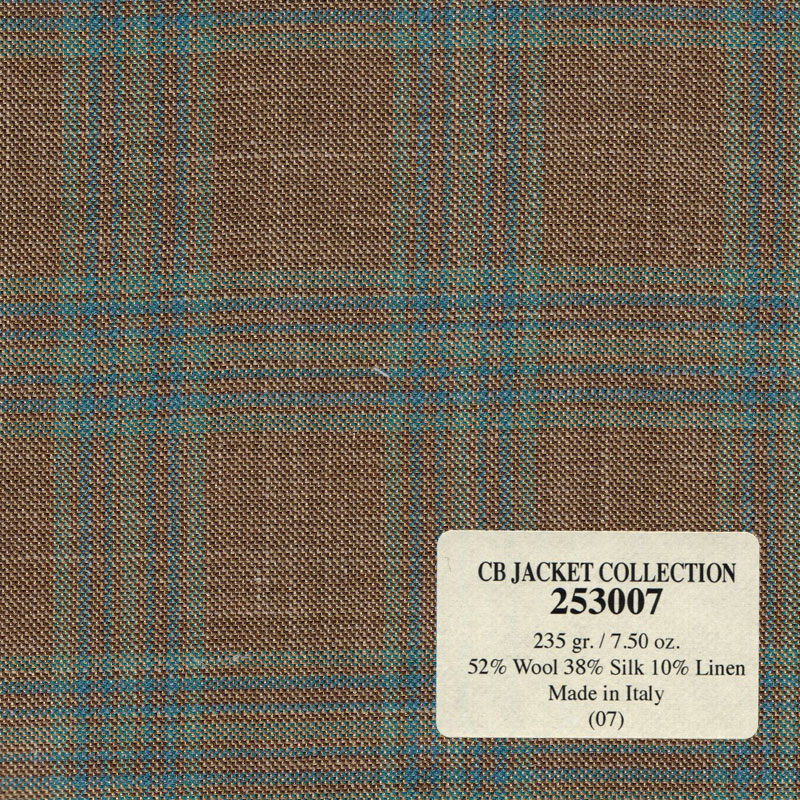 CB JACKET COLLECTION
253007
235 gr. / 7.50 oz.
52% Wool 38% Silk 10% Linen
Made in Italy
(07)